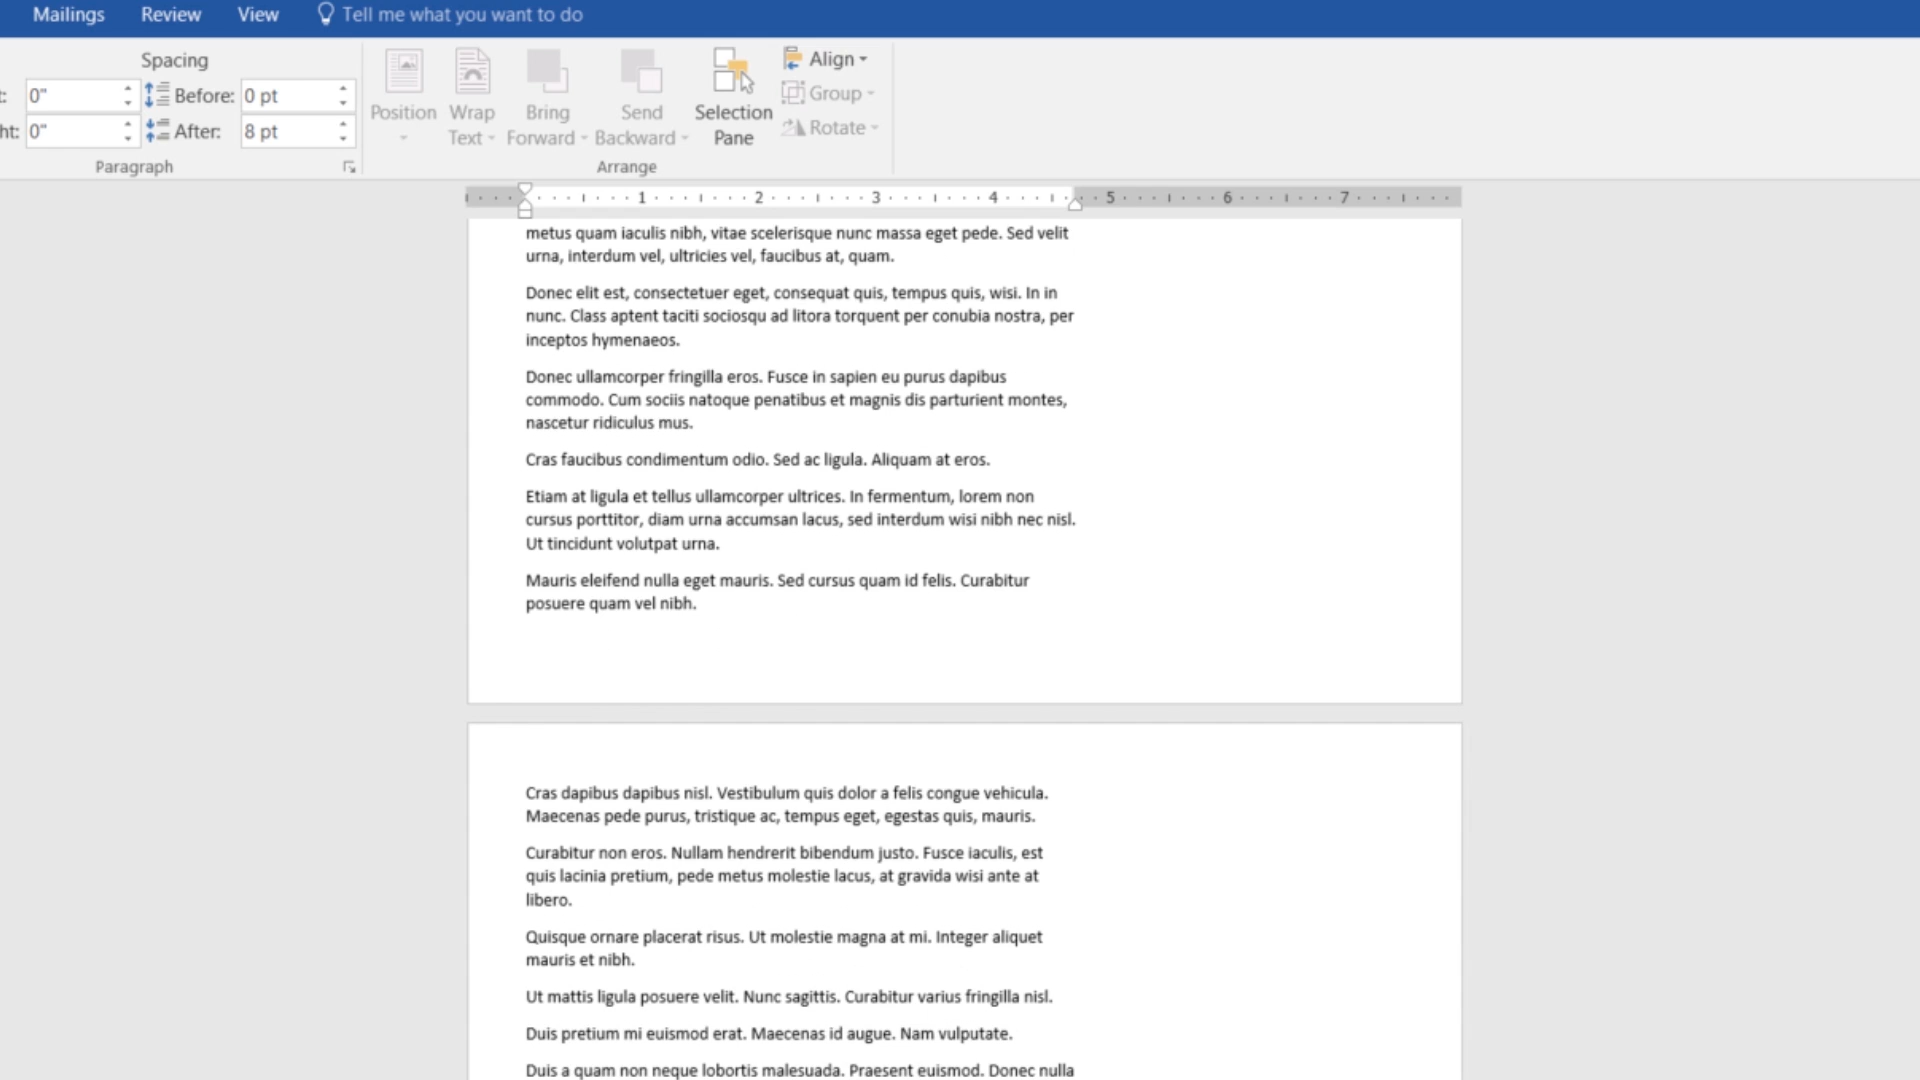 Mailings Review View Tell me what you want to do
Spacing
0" Before: 0 pt
ht: 0" After: 8 pt
Paragraph
Position
Wrap Text
Bring Forward
Send Backward
Selection Pane
Align
Group
Rotate
Arrange
1 2 3 4 5 6 7
metus quam iaculis nibh, vitae scelerisque nunc massa eget pede. Sed velit
urna, interdum vel, ultricies vel, faucibus at, quam.
Donec elit est, consectetuer eget, consequat quis, tempus quis, wisi. In in
nunc. Class aptent taciti sociosqu ad litora torquent per conubia nostra, per
inceptos hymenaeos.
Donec ullamcorper fringilla eros. Fusce in sapien eu purus dapibus
commodo. Cum sociis natoque penatibus et magnis dis parturient montes,
nascetur ridiculus mus.
Cras faucibus condimentum odio. Sed ac ligula. Aliquam at eros.
Etiam at ligula et tellus ullamcorper ultrices. In fermentum, lorem non
cursus porttitor, diam urna accumsan lacus, sed interdum wisi nibh nec nisl.
Ut tincidunt volutpat urna.
Mauris eleifend nulla eget mauris. Sed cursus quam id felis. Curabitur
posuere quam vel nibh.
Cras dapibus dapibus nisl. Vestibulum quis dolor a felis congue vehicula.
Maecenas pede purus, tristique ac, tempus eget, egestas quis, mauris.
Curabitur non eros. Nullam hendrerit bibendum justo. Fusce iaculis, est
quis lacinia pretium, pede metus molestie lacus, at gravida wisi ante at
libero.
Quisque ornare placerat risus. Ut molestie magna at mi. Integer aliquet
mauris et nibh.
Ut mattis ligula posuere velit. Nunc sagittis. Curabitur varius fringilla nisl.
Duis pretium mi euismod erat. Maecenas id augue. Nam vulputate.
Duis a quam non neque lobortis malesuada. Praesent euismod. Donec nulla